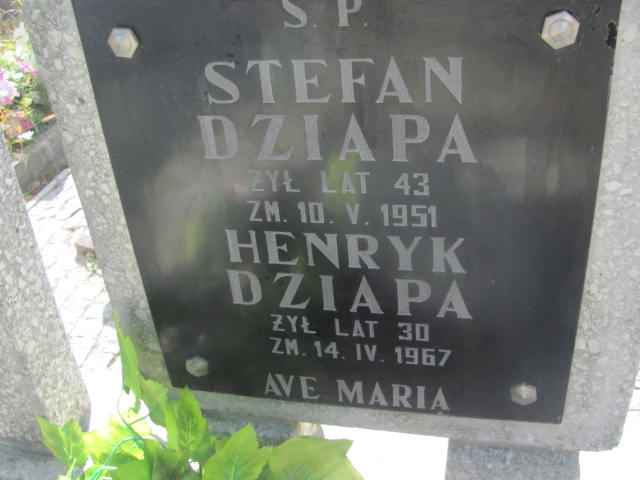 S. P.
STEFAN
DZIAPA
ŻYŁ LAT 43
ZM. 10. V. 1951
HENRYK
DZIAPA
ŻYŁ LAT 30
ZM. 14. IV. 1967
AVE MARIA